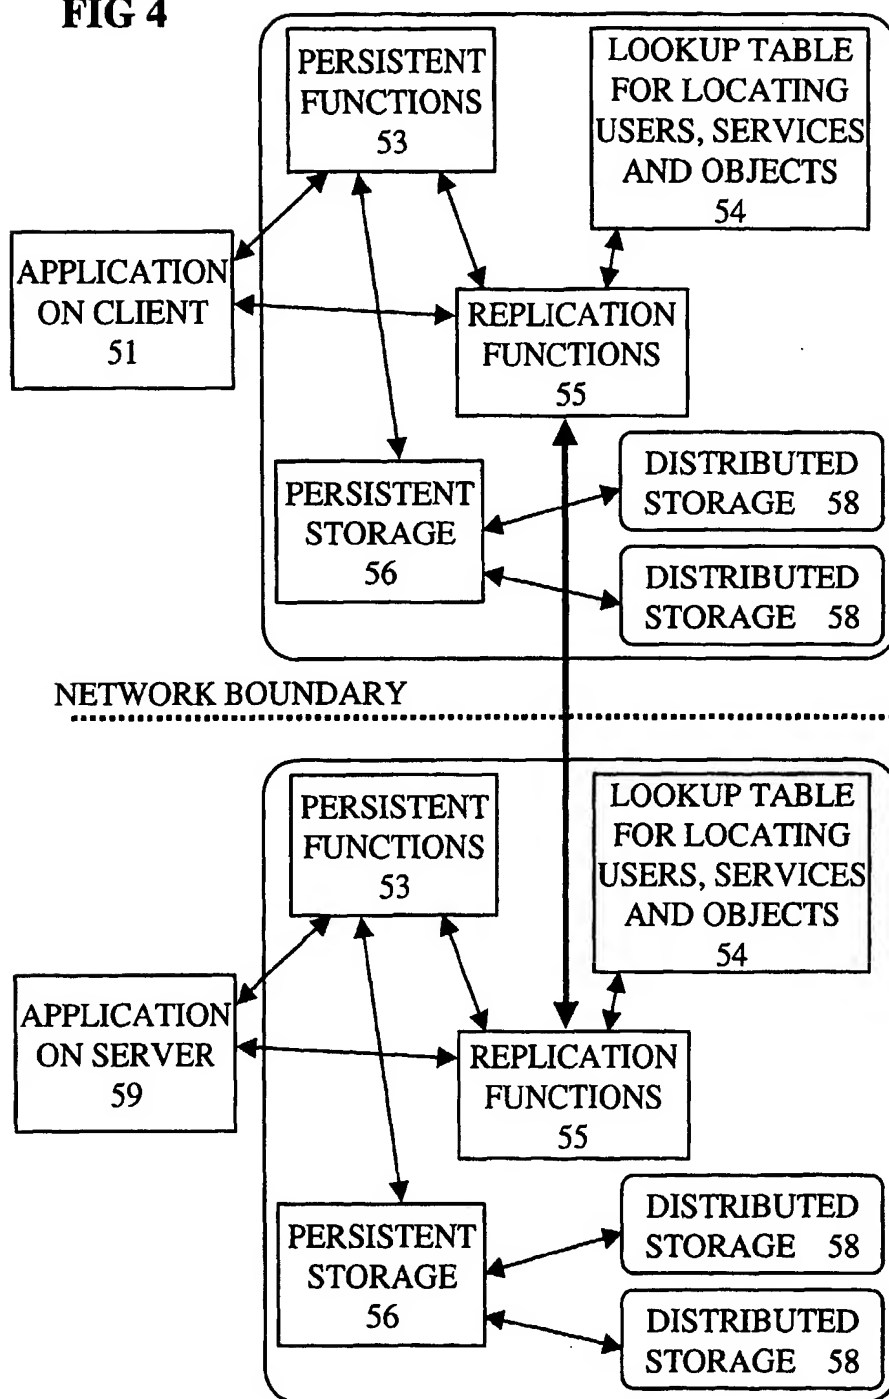 FIG 4
PERSISTENT
FUNCTIONS
53
LOOKUP TABLE
FOR LOCATING
USERS, SERVICES
AND OBJECTS
54
APPLICATION
ON CLIENT
51
REPLICATION
FUNCTIONS
55
PERSISTENT
STORAGE
56
DISTRIBUTED
STORAGE 58
DISTRIBUTED
STORAGE 58
NETWORK BOUNDARY
PERSISTENT
FUNCTIONS
53
LOOKUP TABLE
FOR LOCATING
USERS, SERVICES
AND OBJECTS
54
APPLICATION
ON SERVER
59
REPLICATION
FUNCTIONS
55
PERSISTENT
STORAGE
56
DISTRIBUTED
STORAGE 58
DISTRIBUTED
STORAGE 58